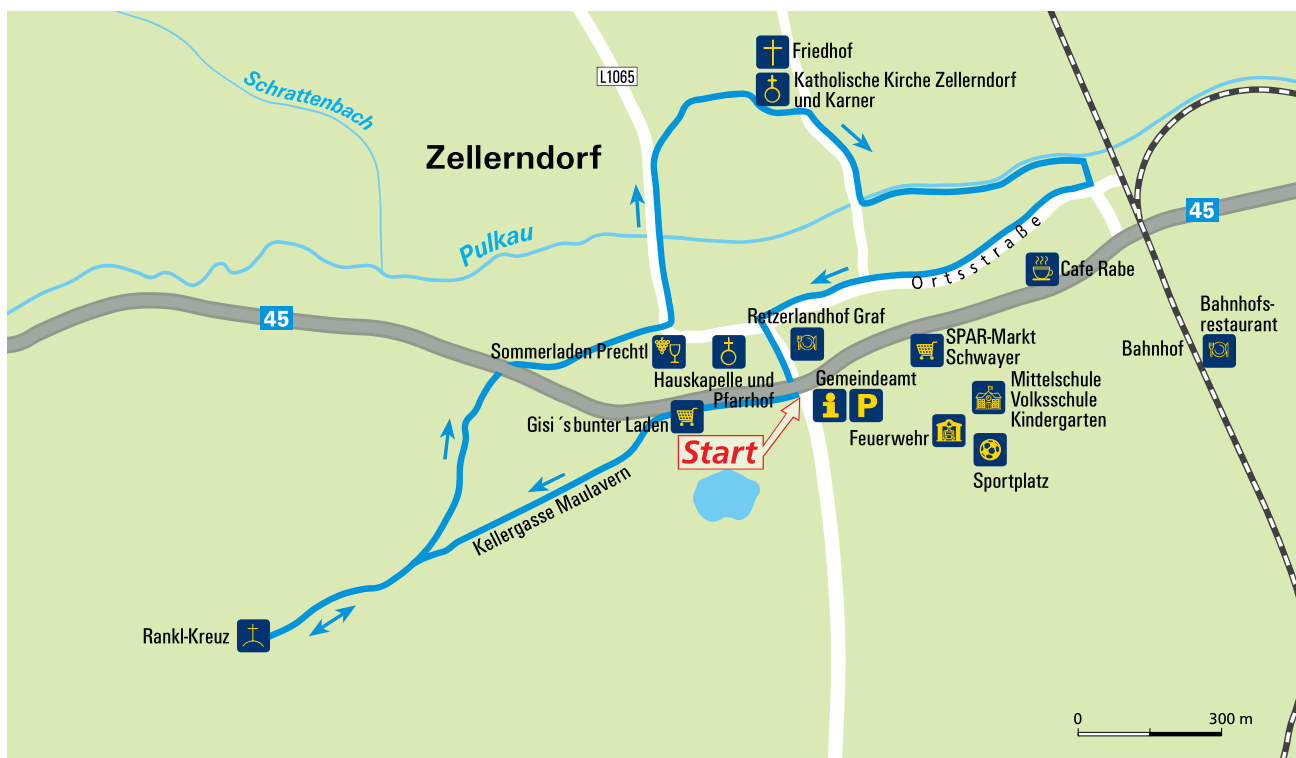 Friedhof
L1065
Katholische Kirche Zellerndorf
und Karner
Schrattenbach
Zellerndorf
45
Pulkau
Ortsstraße
Cafe Rabe
45
Bahnhofs-
restaurant
Retzerlandhof Graf
SPAR-Markt
Schwayer
Bahnhof
Sommerladen Prechtl
Hauskapelle und
Pfarrhof
Gemeindeamt
P
Mittelschule
Volksschule
Kindergarten
Gisi´s bunter Laden
Feuerwehr
Start
Sportplatz
Kellergasse Maulavern
Rankl-Kreuz
0 300 m